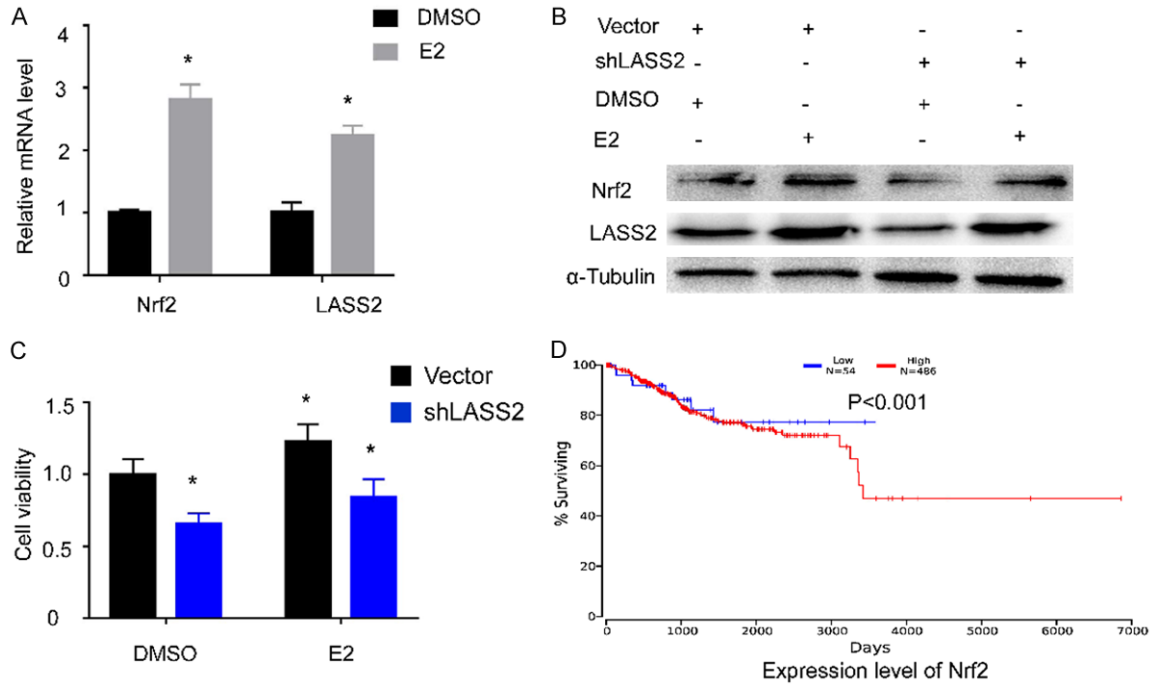 A
DMSO
E2
Relative mRNA level
4
3
2
1
0
*
*
Nrf2
LASS2
B
Vector + + - -
shLASS2 - - + +
DMSO + - + -
E2 - + - +
Nrf2
LASS2
α-Tubulin
C
Vector
shLASS2
Cell viability
1.5
1.0
0.5
0
*
*
*
DMSO
E2
D
Low
N=54
High
N=486
P<0.001
% Surviving
100
80
60
40
20
0
0 1000 2000 3000 4000 5000 6000 7000
Days
Expression level of Nrf2